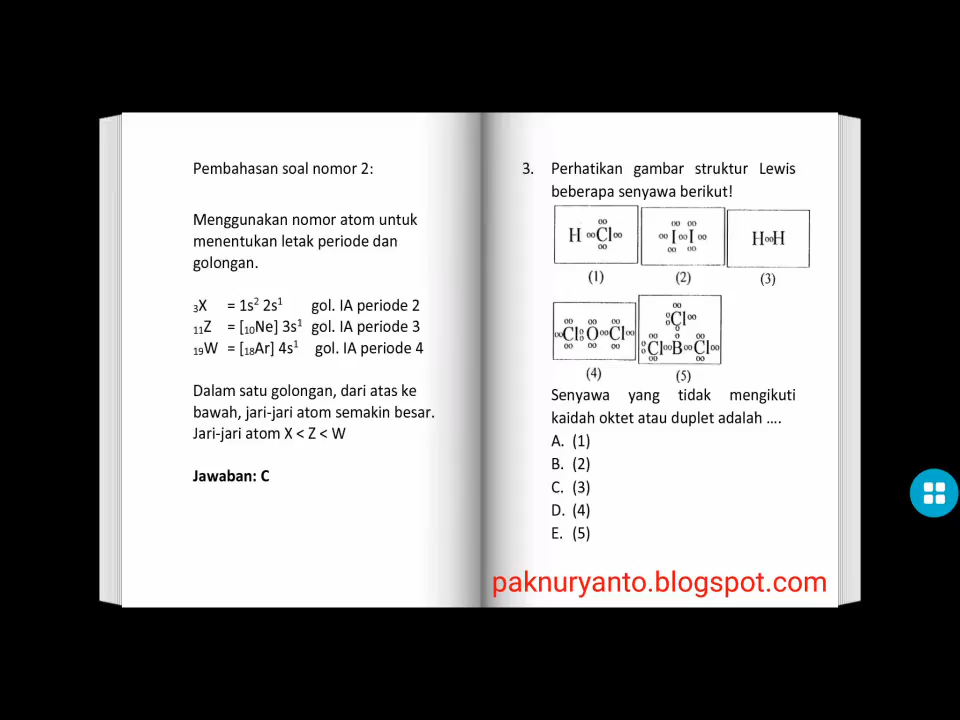 Pembahasan soal nomor 2:
Menggunakan nomor atom untuk
menentukan letak periode dan
golongan.
₃X = 1s² 2s¹ gol. IA periode 2
₁₁Z = [₁₀Ne] 3s¹ gol. IA periode 3
₁₉W = [₁₈Ar] 4s¹ gol. IA periode 4
Dalam satu golongan, dari atas ke
bawah, jari-jari atom semakin besar.
Jari-jari atom X < Z < W
Jawaban: C
3. Perhatikan gambar struktur Lewis
beberapa senyawa berikut!
H Cl
I I
H H
(1) (2) (3)
Cl O Cl
Cl
Cl B Cl
(4) (5)
Senyawa yang tidak mengikuti
kaidah oktet atau duplet adalah ....
A. (1)
B. (2)
C. (3)
D. (4)
E. (5)
paknuryanto.blogspot.com